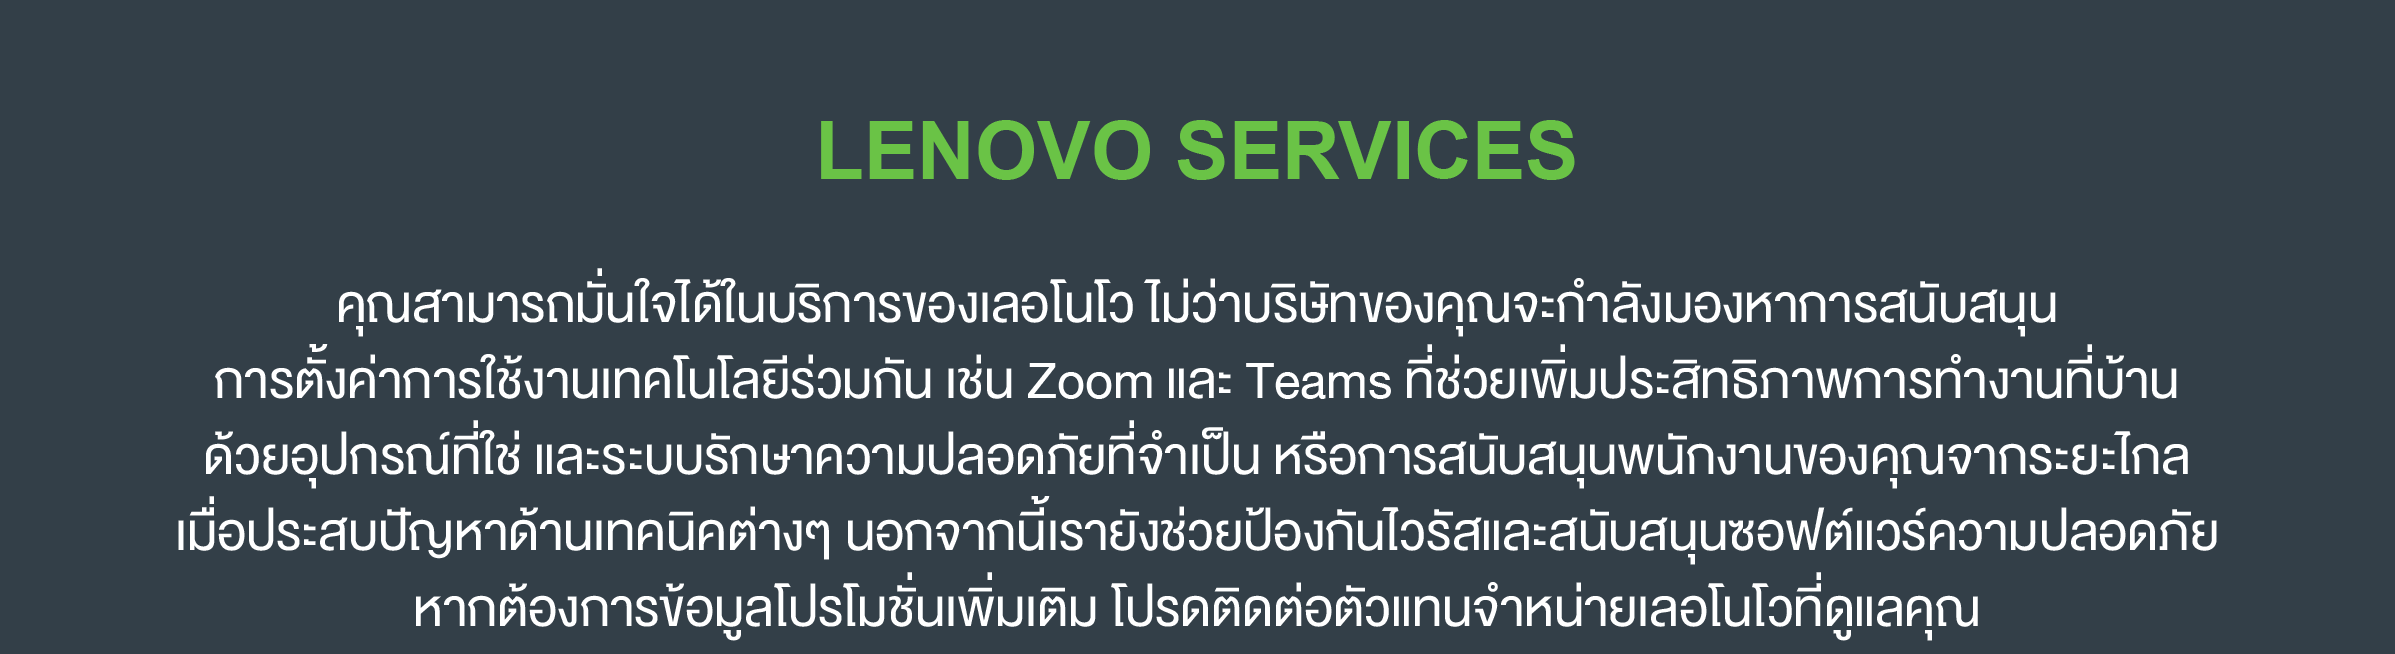 LENOVO SERVICES
คุณสามารถมั่นใจได้ในบริการของเลอโนโว ไม่ว่าบริษัทของคุณจะกำลังมองหาการสนับสนุน
การตั้งค่าการใช้งานเทคโนโลยีร่วมกัน เช่น Zoom และ Teams ที่ช่วยเพิ่มประสิทธิภาพการทำงานที่บ้าน
ด้วยอุปกรณ์ที่ใช่ และระบบรักษาความปลอดภัยที่จำเป็น หรือการสนับสนุนพนักงานของคุณจากระยะไกล
เมื่อประสบปัญหาด้านเทคนิคต่างๆ นอกจากนี้เรายังช่วยป้องกันไวรัสและสนับสนุนซอฟต์แวร์ความปลอดภัย
หากต้องการข้อมูลโปรโมชั่นเพิ่มเติม โปรดติดต่อตัวแทนจำหน่ายเลอโนโวที่ดูแลคุณ